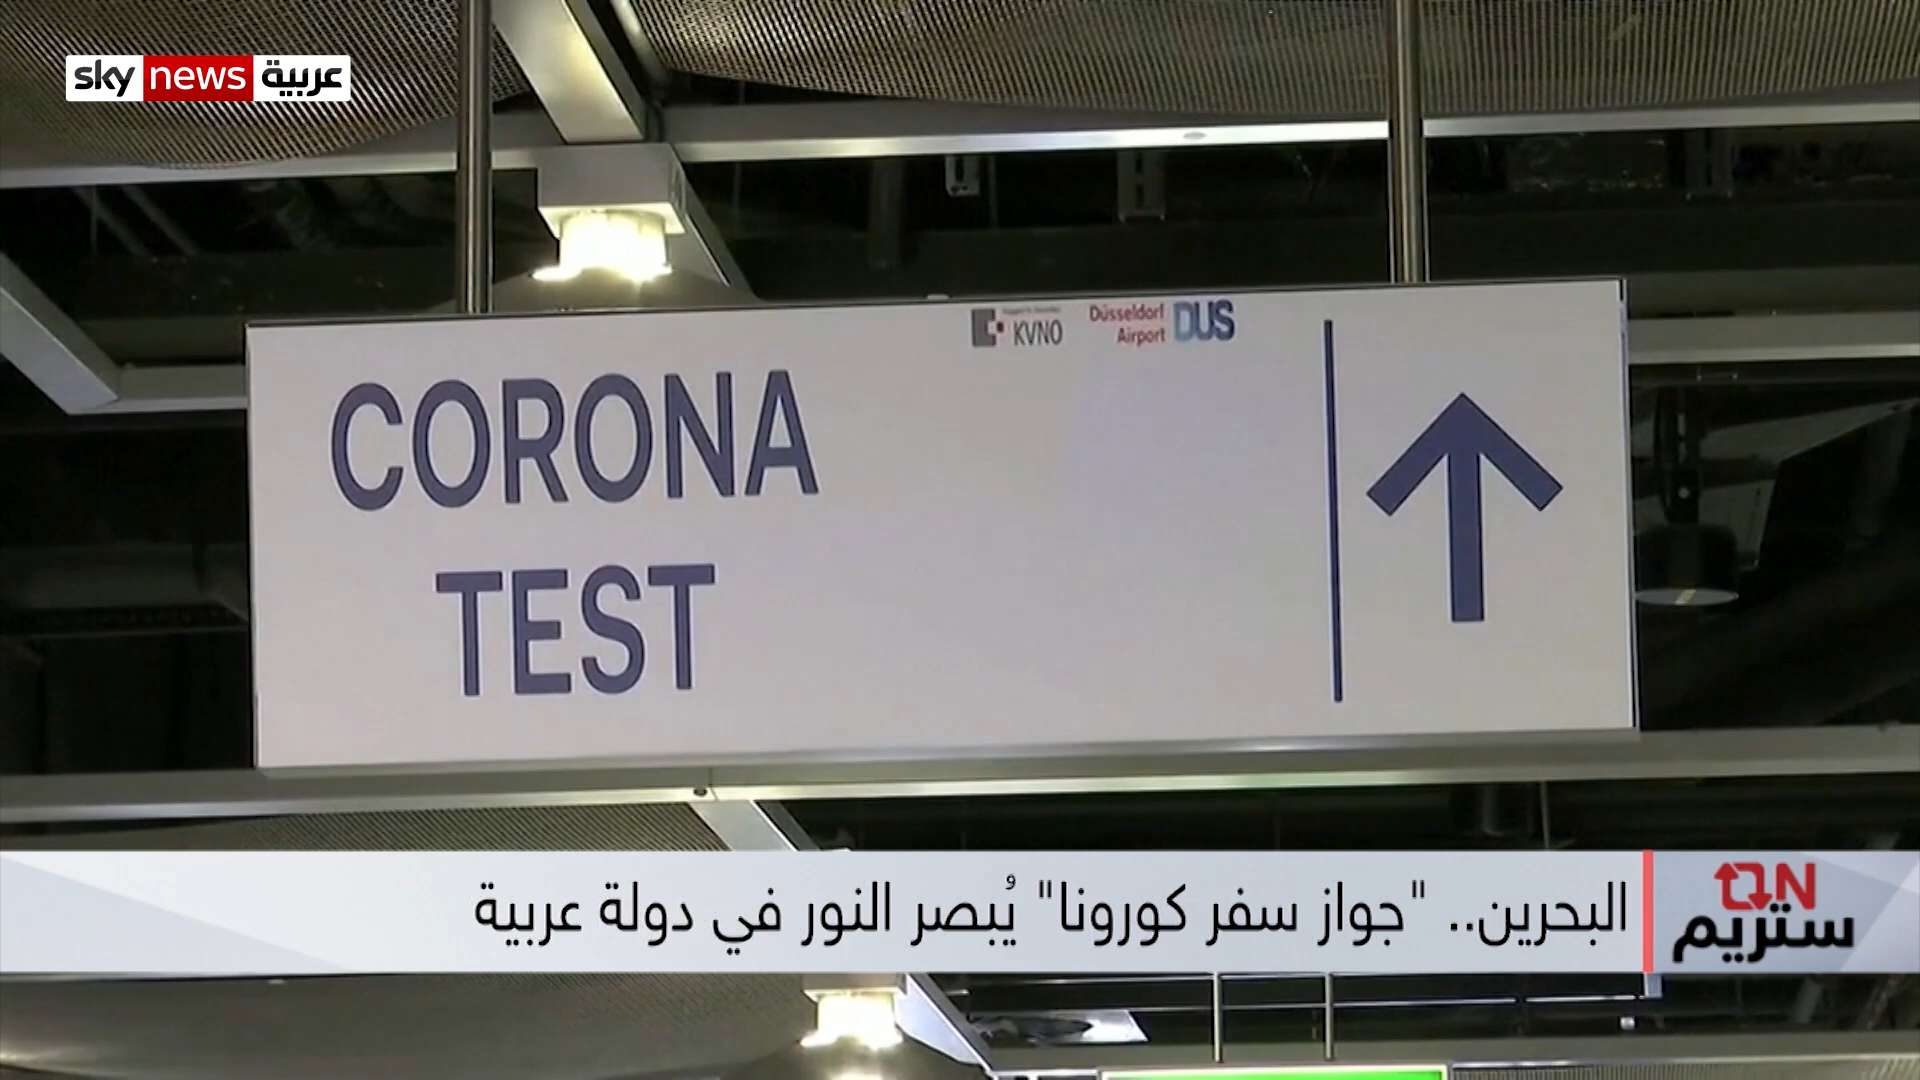 sky news عربية
KVNO
Düsseldorf
Airport
DUS
CORONA
TEST
البحرين.. "جواز سفر كورونا" يُبصر النور في دولة عربية
ON
ستريم